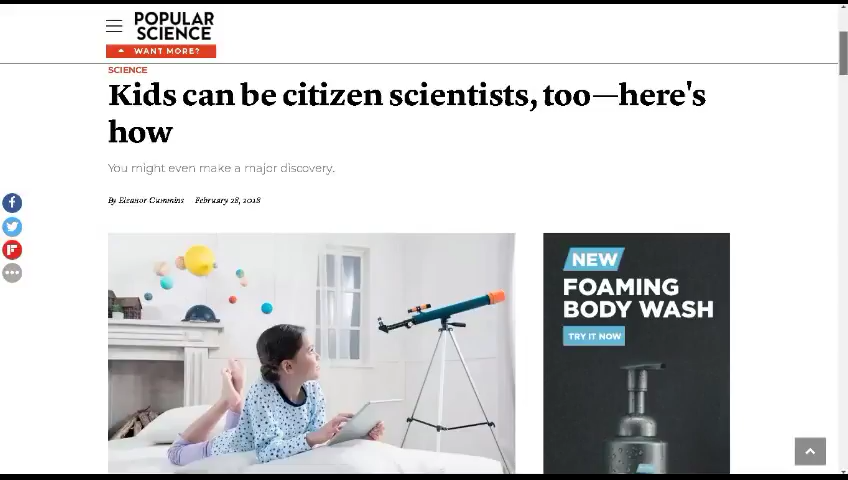 POPULAR
SCIENCE
WANT MORE?
SCIENCE
Kids can be citizen scientists, too—here's
how
You might even make a major discovery.
By Eleanor Cummins February 28, 2018
NEW
FOAMING
BODY WASH
TRY IT NOW